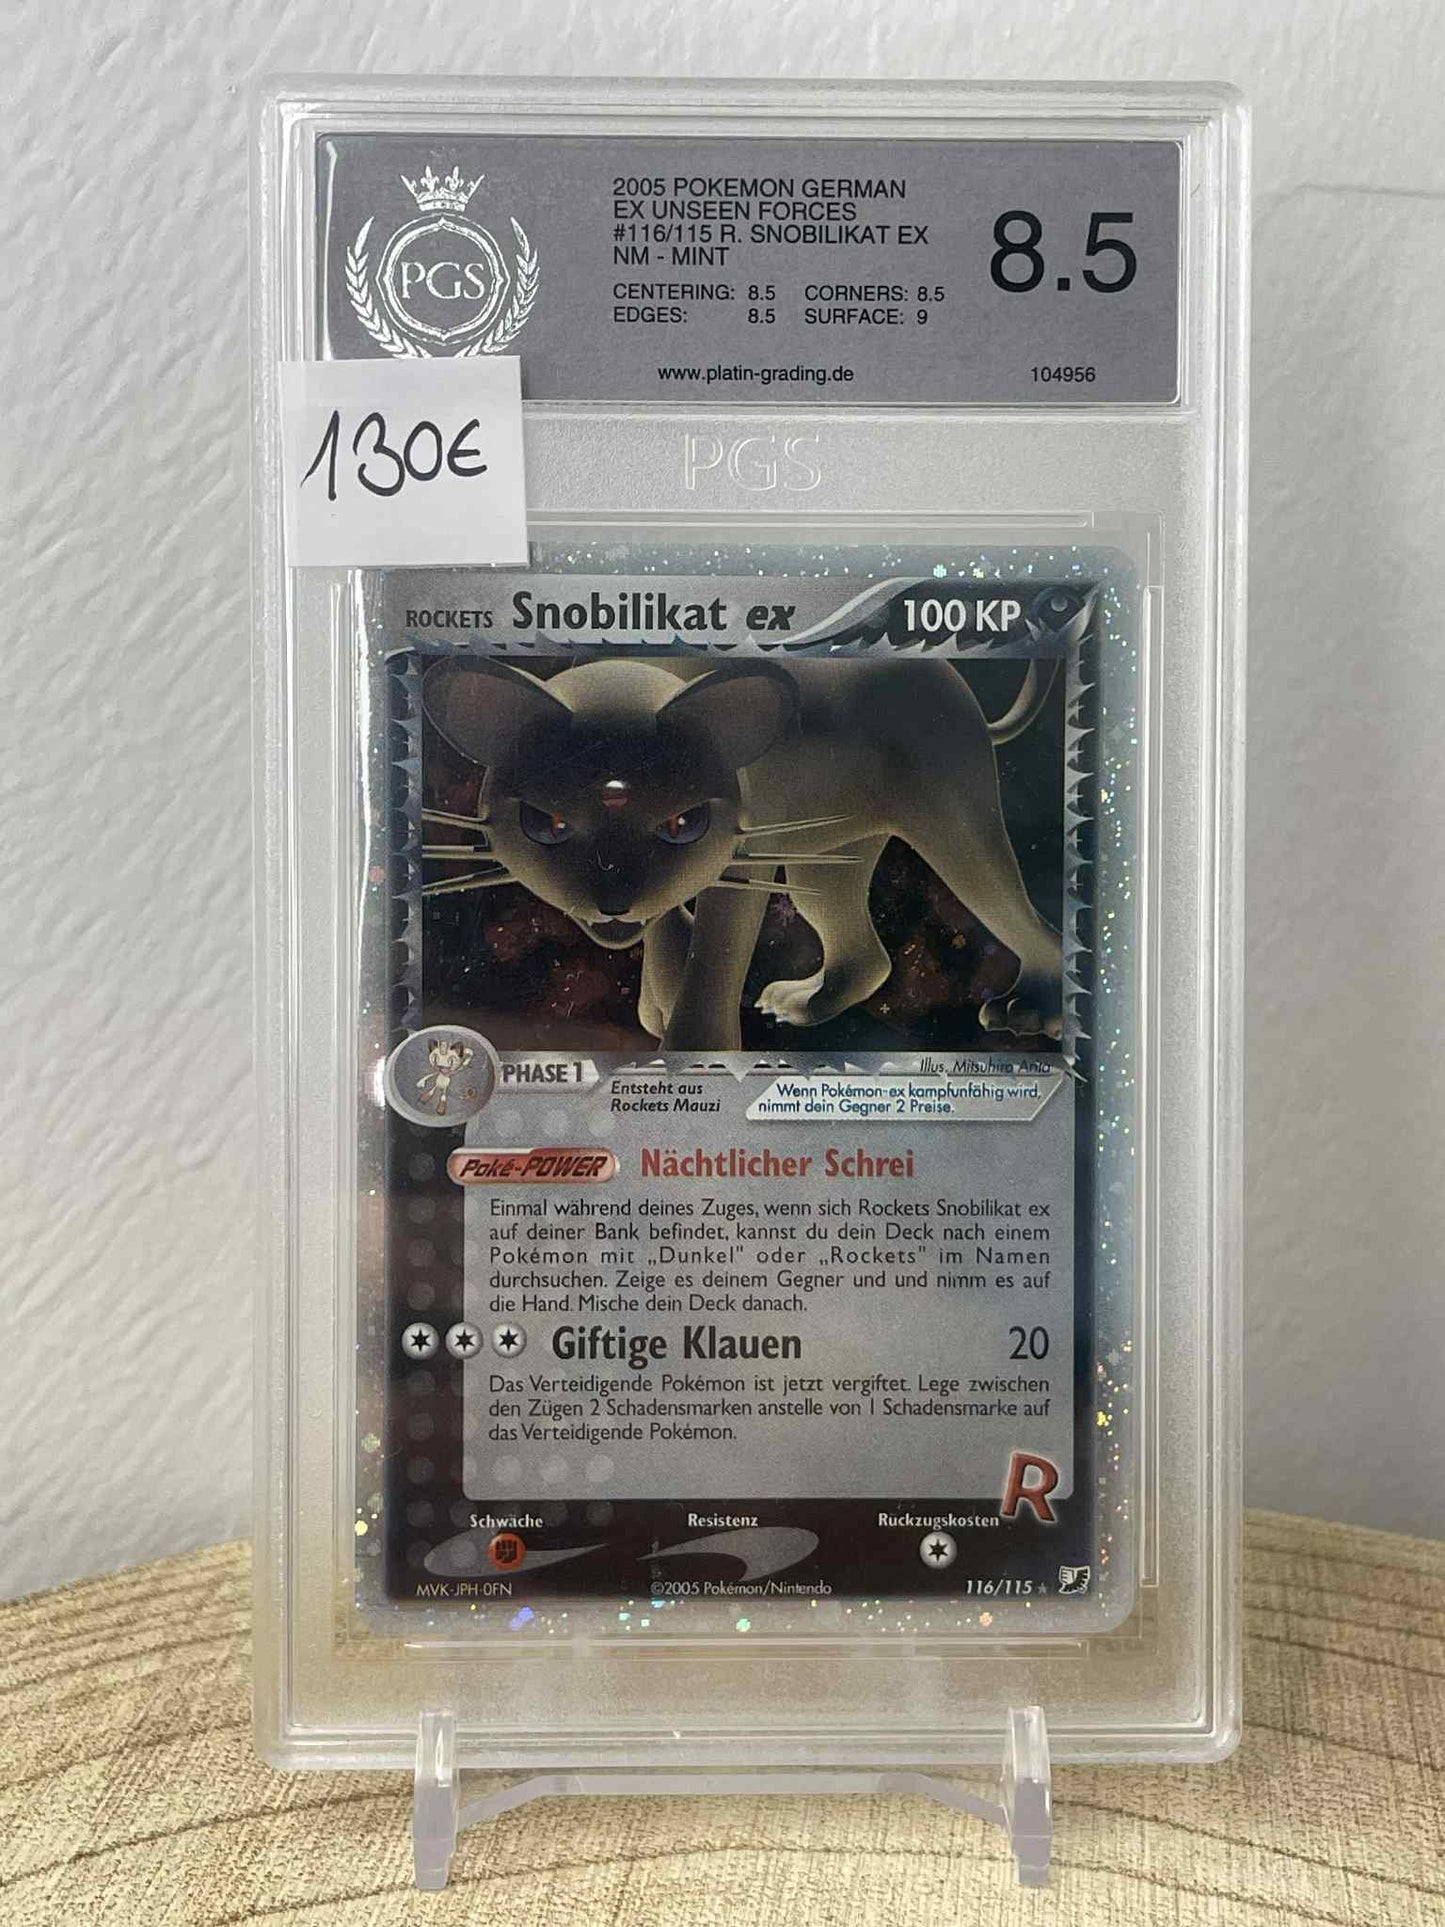 PGS
2005 POKEMON GERMAN
EX UNSEEN FORCES
#116/115 R. SNOBILIKAT EX
NM - MINT
CENTERING: 8.5 CORNERS: 8.5
EDGES: 8.5 SURFACE: 9
8.5
www.platin-grading.de
104956
130€
PGS
ROCKETS Snobilikat ex 100 KP
Illus. Mitsuhiro Arita
PHASE 1
Entsteht aus
Rockets Mauzi
Wenn Pokémon-ex kampfunfähig wird,
nimmt dein Gegner 2 Preise.
Poké-POWER Nächtlicher Schrei
Einmal während deines Zuges, wenn sich Rockets Snobilikat ex
auf deiner Bank befindet, kannst du dein Deck nach einem
Pokémon mit „Dunkel" oder „Rockets" im Namen
durchsuchen. Zeige es deinem Gegner und und nimm es auf
die Hand. Mische dein Deck danach.
Giftige Klauen 20
Das Verteidigende Pokémon ist jetzt vergiftet. Lege zwischen
den Zügen 2 Schadensmarken anstelle von 1 Schadensmarke auf
das Verteidigende Pokémon.
R
Schwäche Resistenz Rückzugskosten
MVK-JPH-0FN ©2005 Pokémon/Nintendo 116/115